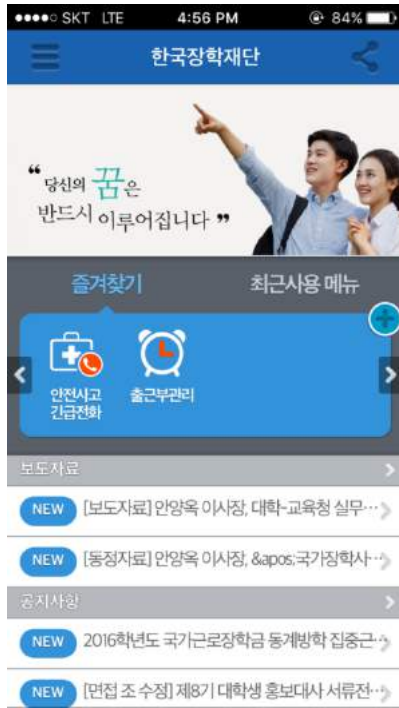 SKT LTE 4:56 PM 84%
한국장학재단
“당신의 꿈은
반드시 이루어집니다”
즐겨찾기 최근사용 메뉴
안전사고
긴급전화
출근부관리
보도자료
NEW [보도자료] 안양옥 이사장, 대학-교육청 실무…
NEW [동정자료] 안양옥 이사장, &apos;국가장학사…
공지사항
NEW 2016학년도 국가근로장학금 동계방학 집중근…
NEW [면접 조 수정] 제8기 대학생 홍보대사 서류전…